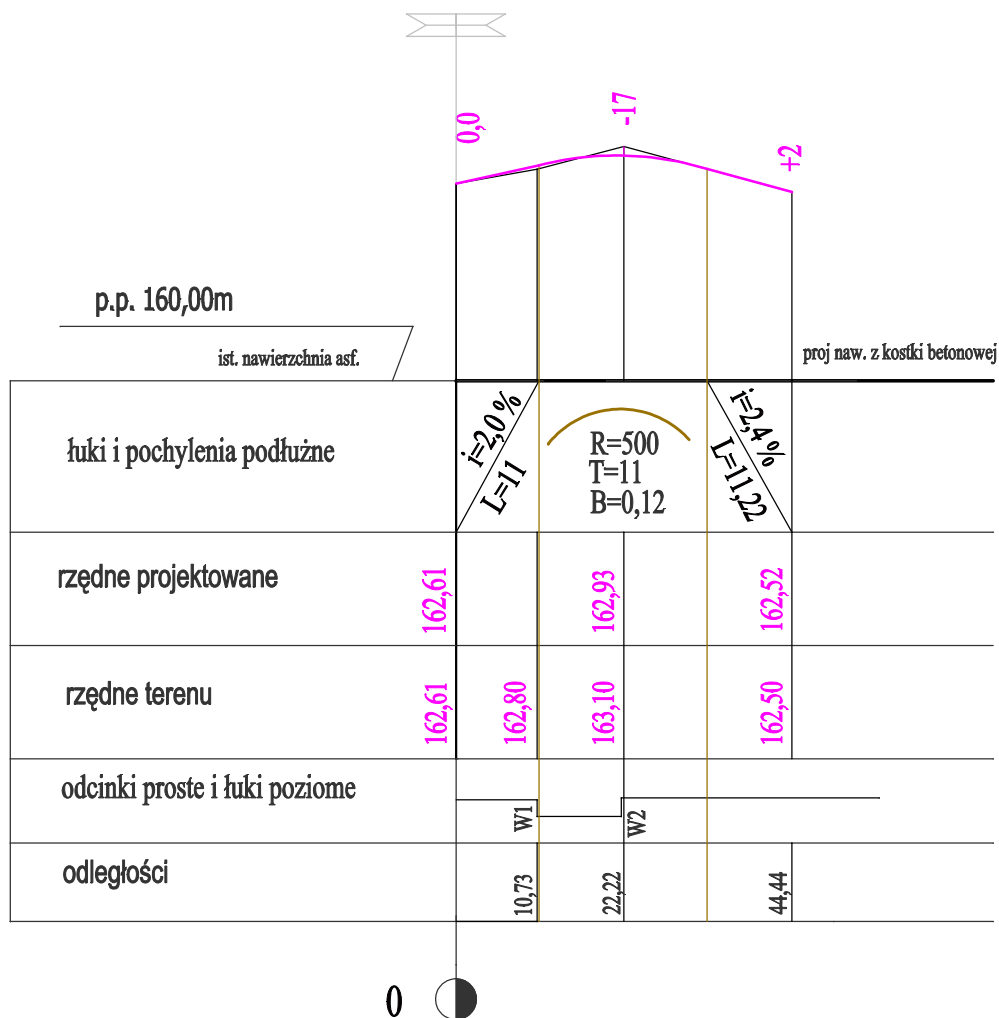 0,0
-17
+2
p.p. 160,00m
ist. nawierzchnia asf.
proj naw. z kostki betonowej
łuki i pochylenia podłużne
i=2,0 %
L=11
R=500
T=11
B=0,12
i=2,4 %
L=11,22
rzędne projektowane
162,61
162,93
162,52
rzędne terenu
162,61
162,80
163,10
162,50
odcinki proste i łuki poziome
W1
W2
odległości
10,73
22,22
44,44
0